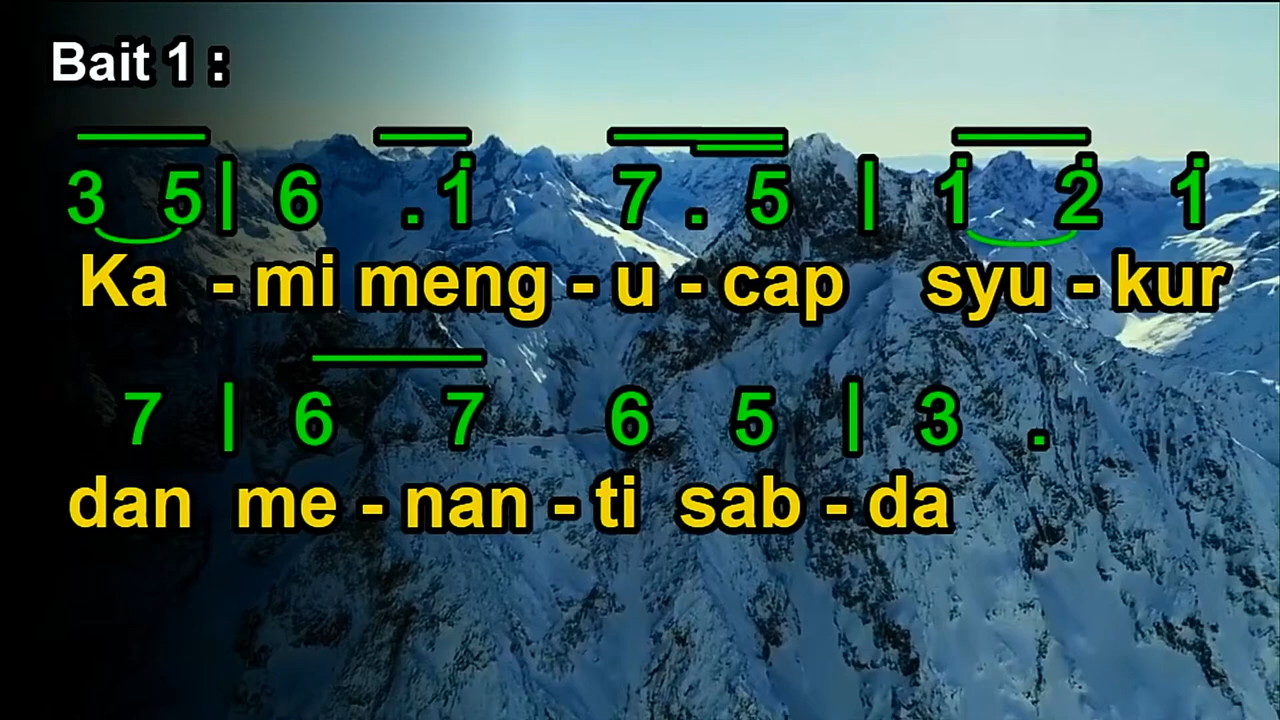 Bait 1 :
3 5 | 6 . 1̇ 7 . 5 | 1̇ 2̇ 1̇
Ka - mi meng - u - cap syu - kur
7 | 6 7 6 5 | 3 .
dan me - nan - ti sab - da